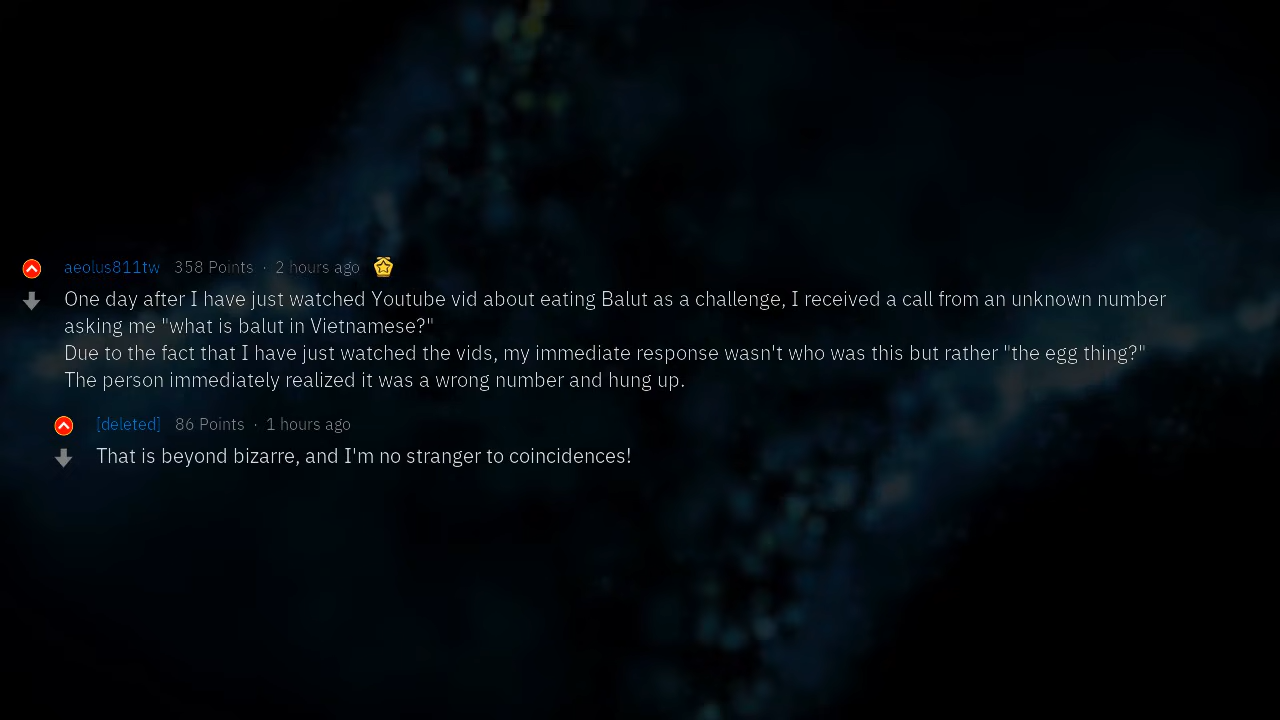 aeolus811tw 358 Points · 2 hours ago
One day after I have just watched Youtube vid about eating Balut as a challenge, I received a call from an unknown number
asking me "what is balut in Vietnamese?"
Due to the fact that I have just watched the vids, my immediate response wasn't who was this but rather "the egg thing?"
The person immediately realized it was a wrong number and hung up.
[deleted] 86 Points · 1 hours ago
That is beyond bizarre, and I'm no stranger to coincidences!